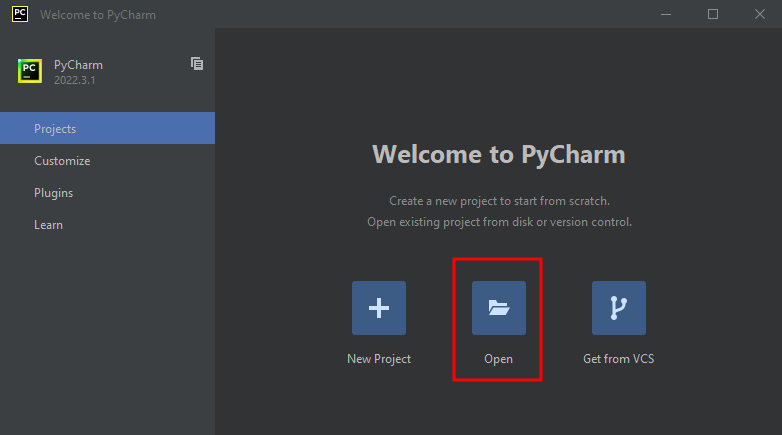 PC
Welcome to PyCharm
PC
PyCharm
2022.3.1
Projects
Customize
Plugins
Learn
Welcome to PyCharm
Create a new project to start from scratch.
Open existing project from disk or version control.
New Project
Open
Get from VCS